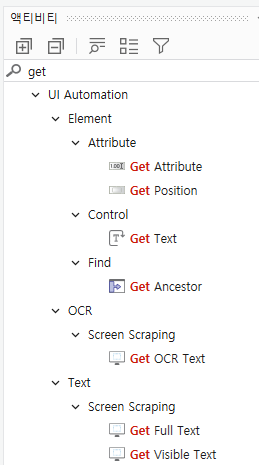 액티비티
get
UI Automation
Element
Attribute
Get Attribute
Get Position
Control
Get Text
Find
Get Ancestor
OCR
Screen Scraping
Get OCR Text
Text
Screen Scraping
Get Full Text
Get Visible Text